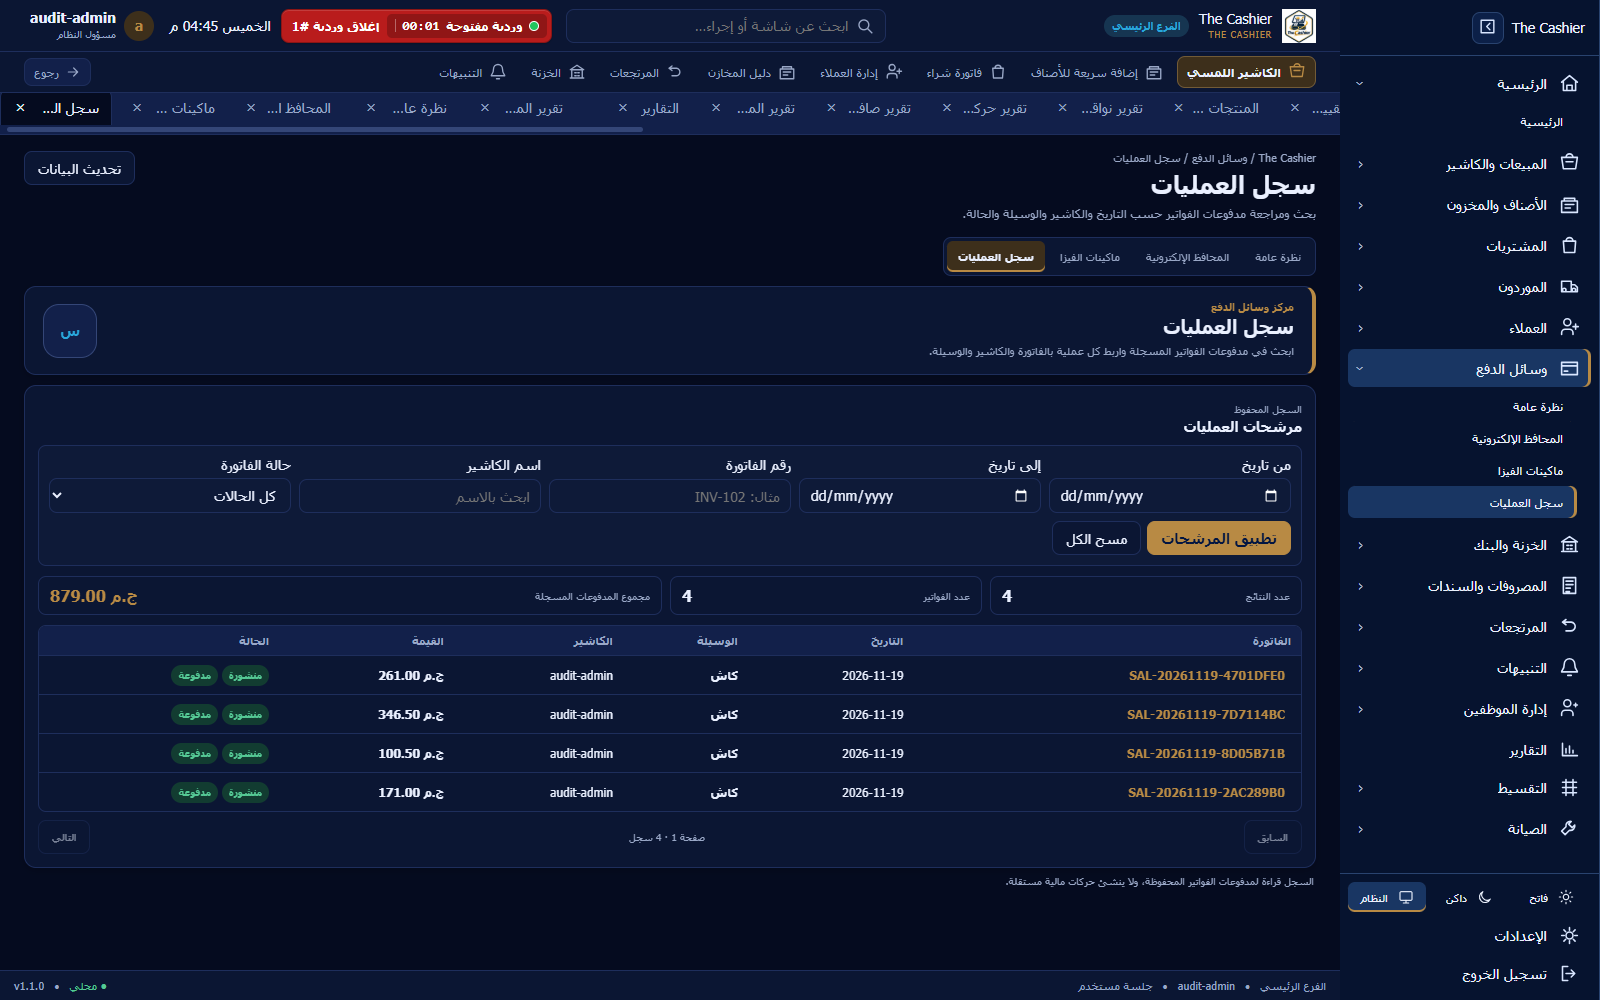 The Cashier
الرئيسية
الرئيسية
المبيعات والكاشير
الأصناف والمخزون
المشتريات
الموردون
العملاء
وسائل الدفع
نظرة عامة
المحافظ الإلكترونية
ماكينات الفيزا
سجل العمليات
الخزنة والبنك
المصروفات والسندات
المرتجعات
التنبيهات
إدارة الموظفين
التقارير
التقسيط
الصيانة
فاتح
داكن
النظام
الإعدادات
تسجيل الخروج
The Cashier
THE CASHIER
الفرع الرئيسي
ابحث عن شاشة أو إجراء...
وردية مفتوحة 00:01
إغلاق وردية #1
الخميس 04:45 م
a
audit-admin
مسؤول النظام
الكاشير اللمسي
إضافة سريعة للأصناف
فاتورة شراء
إدارة العملاء
دليل المخازن
المرتجعات
الخزنة
التنبيهات
رجوع
المنتجات ...
تقرير نواق...
تقرير حرك...
تقرير صاف...
تقرير الم...
التقارير
تقرير الم...
نظرة عا...
المحافظ ا...
ماكينات ...
سجل ال...
The Cashier / وسائل الدفع / سجل العمليات
سجل العمليات
بحث ومراجعة مدفوعات الفواتير حسب التاريخ والكاشير والوسيلة والحالة.
تحديث البيانات
نظرة عامة
المحافظ الإلكترونية
ماكينات الفيزا
سجل العمليات
مركز وسائل الدفع
سجل العمليات
ابحث في مدفوعات الفواتير المسجلة واربط كل عملية بالفاتورة والكاشير والوسيلة.
س
السجل المحفوظ
مرشحات العمليات
من تاريخ
إلى تاريخ
رقم الفاتورة
اسم الكاشير
حالة الفاتورة
dd/mm/yyyy
dd/mm/yyyy
مثال: INV-102
ابحث بالاسم
كل الحالات
تطبيق المرشحات
مسح الكل
عدد النتائج 4
عدد الفواتير 4
مجموع المدفوعات المسجلة ج.م 879.00
الفاتورة التاريخ الوسيلة الكاشير القيمة الحالة
SAL-20261119-4701DFE0 2026-11-19 كاش audit-admin ج.م 261.00 منشورة مدفوعة
SAL-20261119-7D7114BC 2026-11-19 كاش audit-admin ج.م 346.50 منشورة مدفوعة
SAL-20261119-8D05B71B 2026-11-19 كاش audit-admin ج.م 100.50 منشورة مدفوعة
SAL-20261119-2AC289B0 2026-11-19 كاش audit-admin ج.م 171.00 منشورة مدفوعة
السابق
صفحة 1 · 4 سجل
التالي
السجل قراءة لمدفوعات الفواتير المحفوظة، ولا ينشئ حركات مالية مستقلة.
الفرع الرئيسي • audit-admin • جلسة مستخدم
محلي • v1.1.0